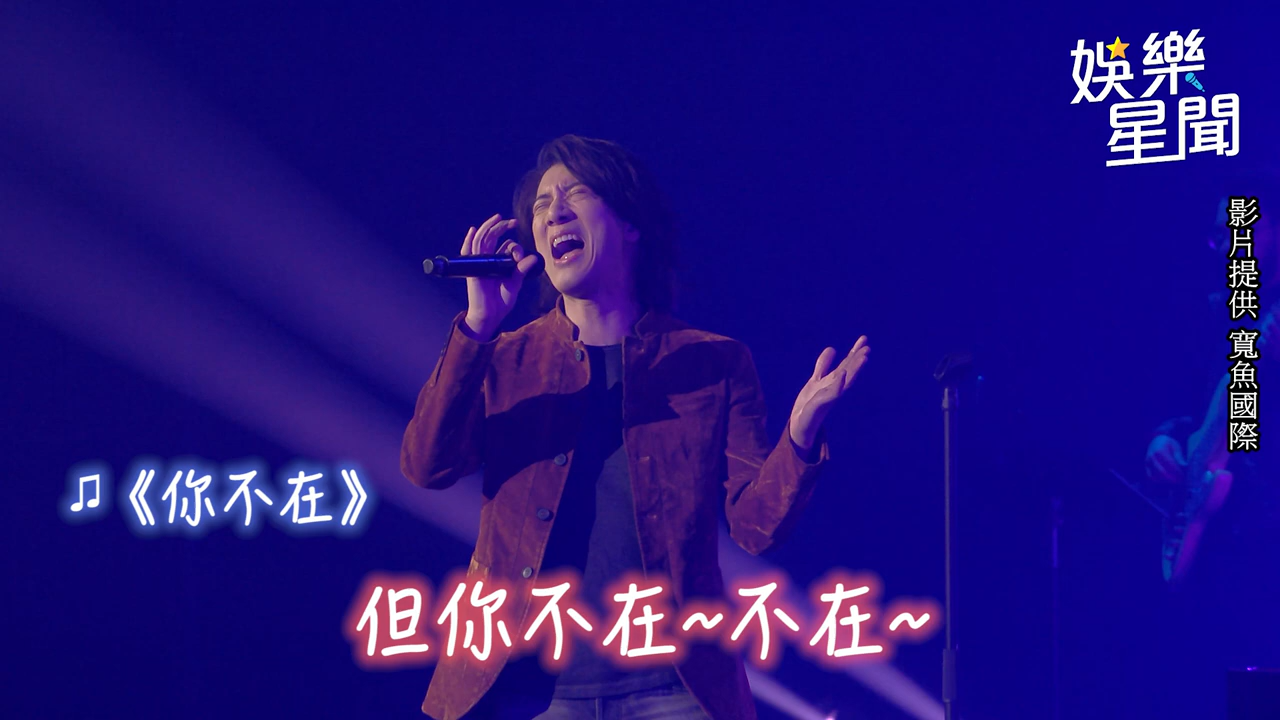 娛樂
星聞
影片提供 寬魚國際
♫《你不在》
但你不在~不在~